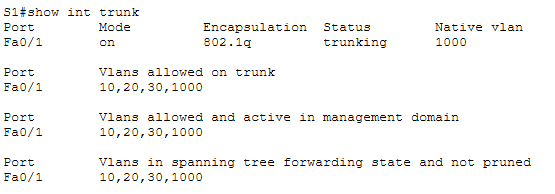 S1#show int trunk
Port Mode Encapsulation Status Native vlan
Fa0/1 on 802.1q trunking 1000
Port Vlans allowed on trunk
Fa0/1 10,20,30,1000
Port Vlans allowed and active in management domain
Fa0/1 10,20,30,1000
Port Vlans in spanning tree forwarding state and not pruned
Fa0/1 10,20,30,1000